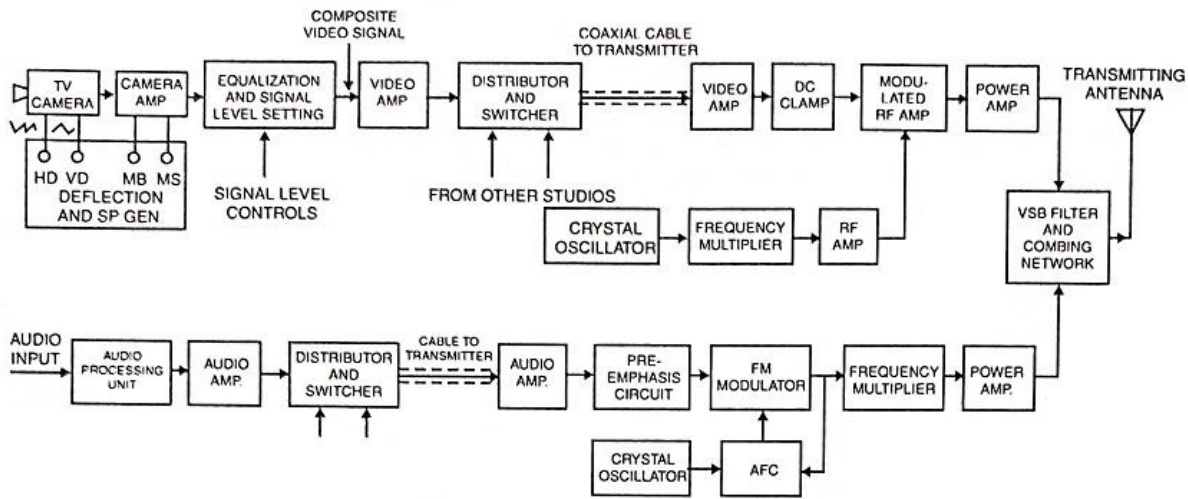 COMPOSITE
VIDEO SIGNAL
COAXIAL CABLE
TO TRANSMITTER
TV
CAMERA
CAMERA
AMP
EQUALIZATION
AND SIGNAL
LEVEL SETTING
VIDEO
AMP
DISTRIBUTOR
AND
SWITCHER
VIDEO
AMP
DC
CLAMP
MODU-
LATED
RF AMP
POWER
AMP
TRANSMITTING
ANTENNA
HD VD MB MS
DEFLECTION
AND SP GEN
SIGNAL LEVEL
CONTROLS
FROM OTHER STUDIOS
CRYSTAL
OSCILLATOR
FREQUENCY
MULTIPLIER
RF
AMP
VSB FILTER
AND
COMBING
NETWORK
AUDIO
INPUT
AUDIO
PROCESSING
UNIT
AUDIO
AMP.
DISTRIBUTOR
AND
SWITCHER
CABLE TO
TRANSMITTER
AUDIO
AMP.
PRE-
EMPHASIS
CIRCUIT
FM
MODULATOR
FREQUENCY
MULTIPLIER
POWER
AMP.
CRYSTAL
OSCILLATOR
AFC